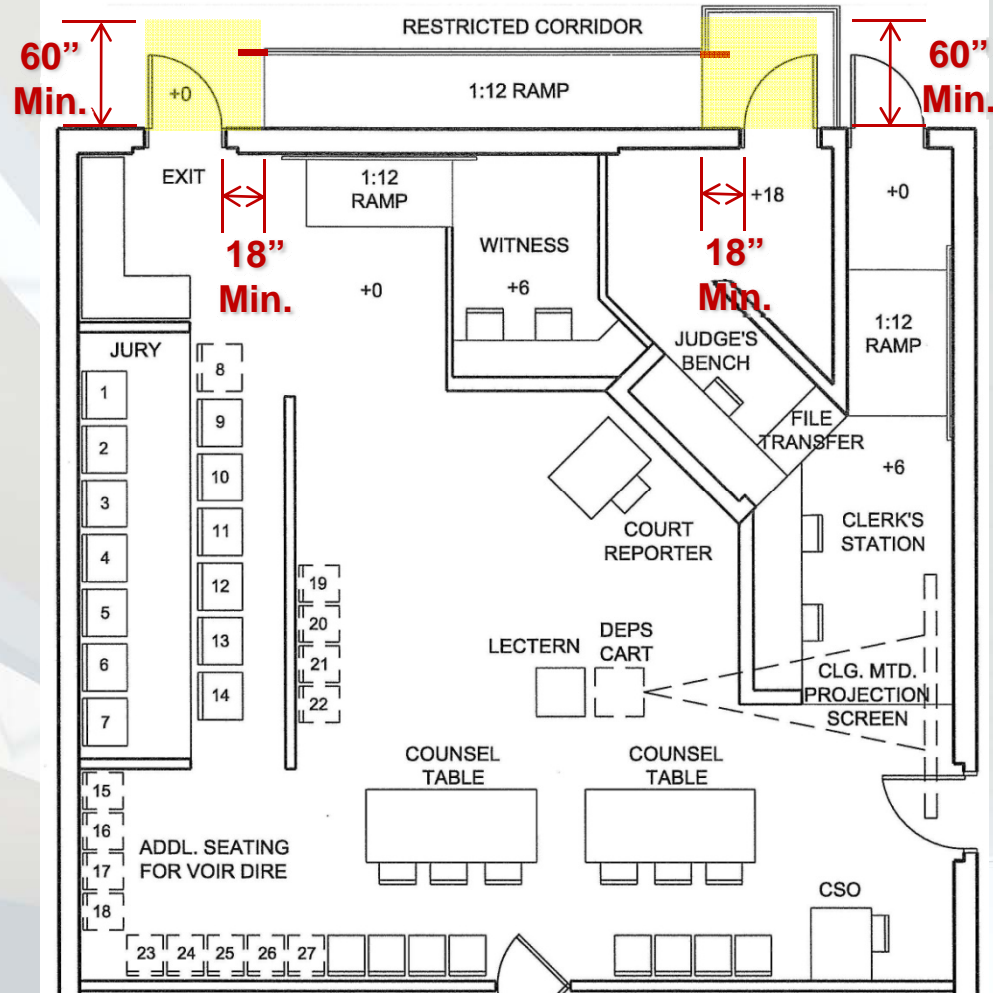 RESTRICTED CORRIDOR
60”
Min.
60”
Min.
+0
1:12 RAMP
EXIT
1:12
RAMP
+18
+0
18”
Min.
WITNESS
18”
Min.
+0
+6
JURY
JUDGE'S
BENCH
1:12
RAMP
1
2
3
4
5
6
7
8
9
10
11
12
13
14
FILE
TRANSFER
+6
COURT
REPORTER
CLERK'S
STATION
19
20
21
22
LECTERN
DEPS
CART
CLG. MTD.
PROJECTION
SCREEN
COUNSEL
TABLE
COUNSEL
TABLE
15
16
17
18
ADDL. SEATING
FOR VOIR DIRE
CSO
23 24 25 26 27